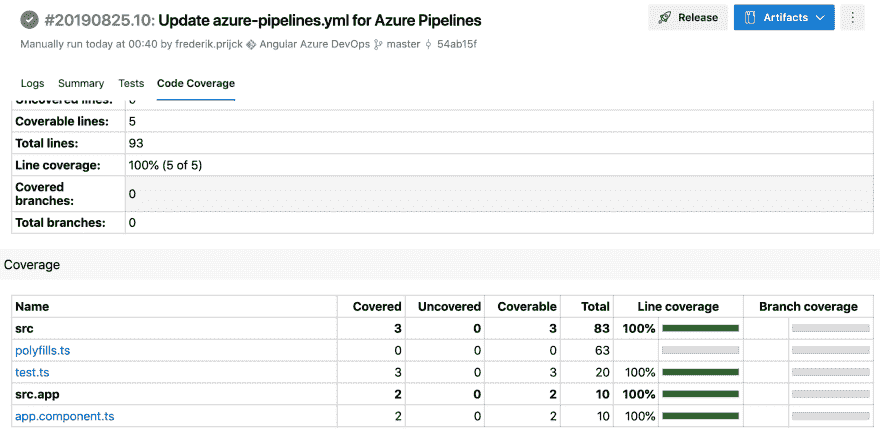 #20190825.10: Update azure-pipelines.yml for Azure Pipelines
Release
Artifacts
Manually run today at 00:40 by frederik.prijck Angular Azure DevOps master 54ab15f
Logs Summary Tests Code Coverage
Uncovered lines: 0
Coverable lines: 5
Total lines: 93
Line coverage: 100% (5 of 5)
Covered branches: 0
Total branches: 0
Coverage
Name Covered Uncovered Coverable Total Line coverage Branch coverage
src 3 0 3 83 100%
polyfills.ts 0 0 0 63
test.ts 3 0 3 20 100%
src.app 2 0 2 10 100%
app.component.ts 2 0 2 10 100%